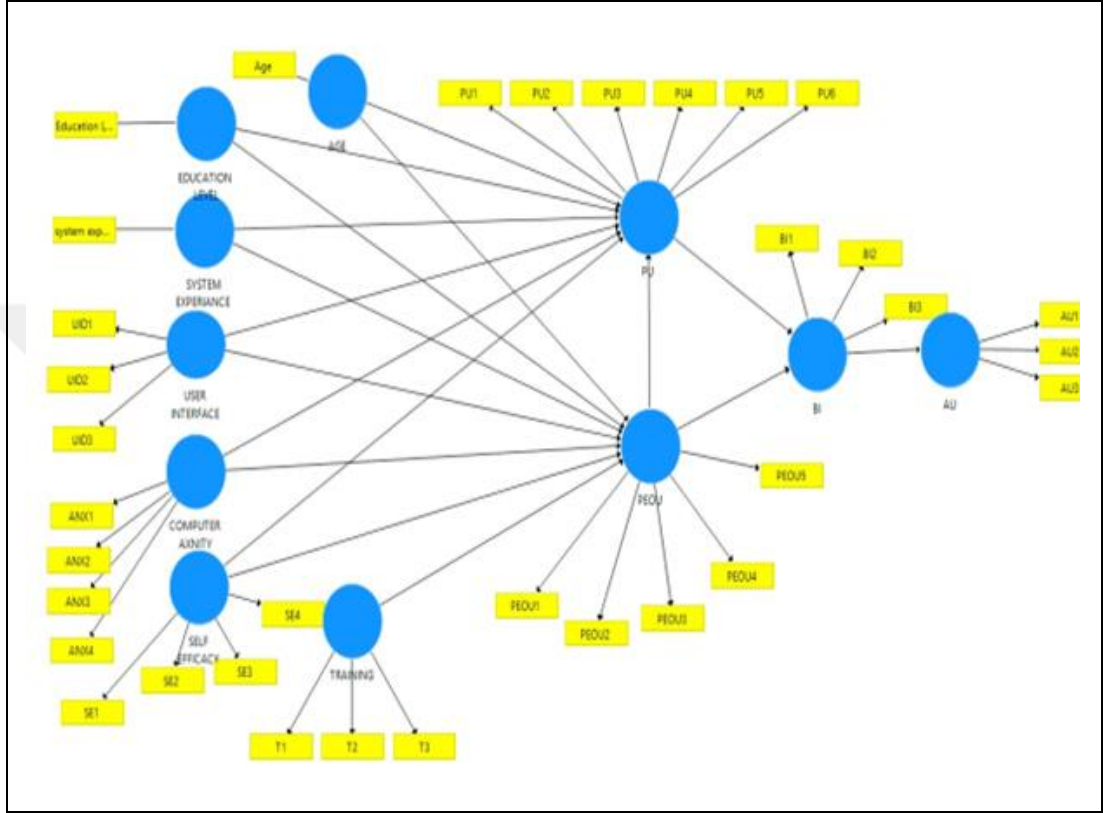 Age
PU1
PU2
PU3
PU4
PU5
PU6
Education L...
AGE
EDUCATION
LEVEL
system exp...
PU
BI1
BI2
SYSTEM
EXPERIANCE
BI3
AU1
UID1
AU2
UID2
USER
INTERFACE
AU3
BI
AU
UID3
PEOU5
PEOU
ANX1
COMPUTER
AXNITY
ANX2
PEOU4
ANX3
PEOU1
SE4
PEOU3
PEOU2
ANX4
SELF
EFFICACY
SE3
TRAINING
SE2
SE1
T1
T2
T3